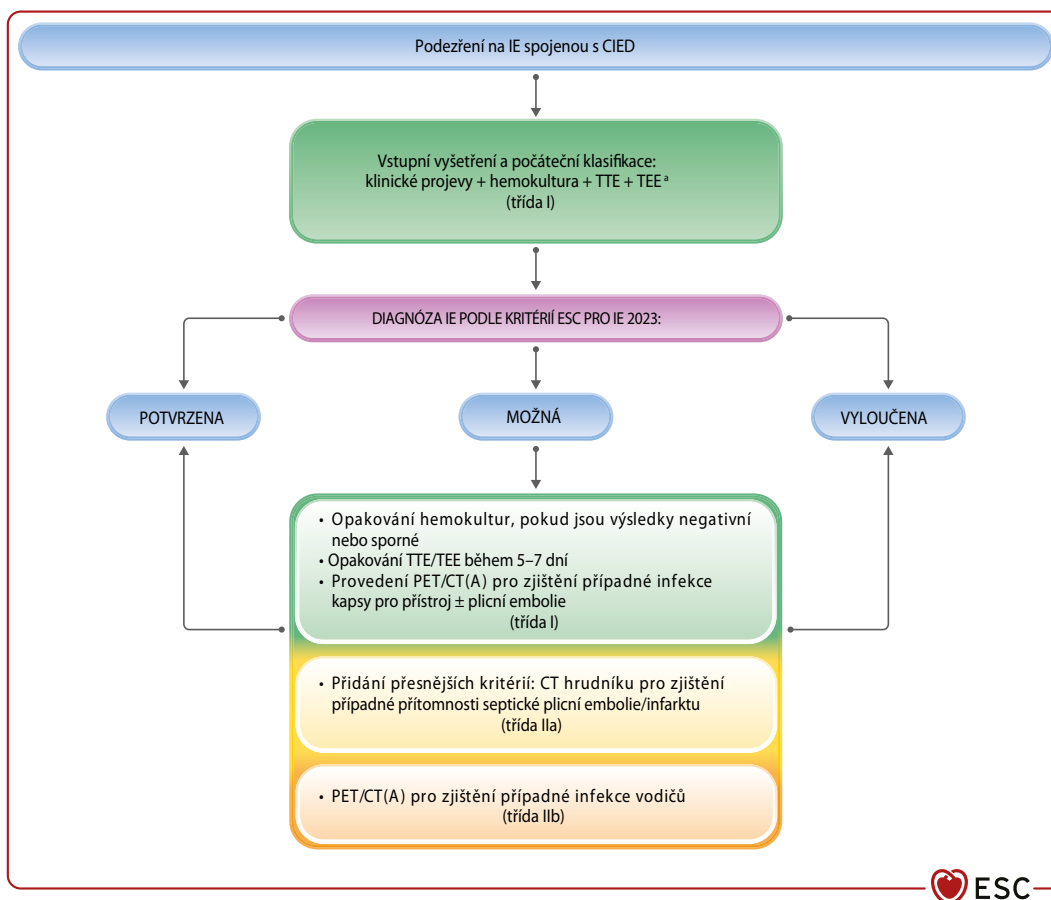 Podezření na IE spojenou s CIED
Vstupní vyšetření a počáteční klasifikace:
klinické projevy + hemokultura + TTE + TEE ᵃ
(třída I)
DIAGNÓZA IE PODLE KRITÉRIÍ ESC PRO IE 2023:
POTVRZENA
MOŽNÁ
VYLOUČENA
• Opakování hemokultur, pokud jsou výsledky negativní
nebo sporné
• Opakování TTE/TEE během 5–7 dní
• Provedení PET/CT(A) pro zjištění případné infekce
kapsy pro přístroj ± plicní embolie
(třída I)
• Přidání přesnějších kritérií: CT hrudníku pro zjištění
případné přítomnosti septické plicní embolie/infarktu
(třída IIa)
• PET/CT(A) pro zjištění případné infekce vodičů
(třída IIb)
ESC